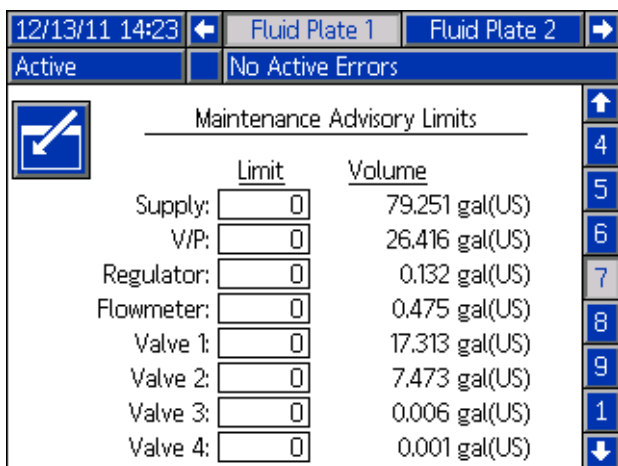 12/13/11 14:23 Fluid Plate 1 Fluid Plate 2
Active No Active Errors
Maintenance Advisory Limits
Limit Volume
Supply: 0 79.251 gal(US)
V/P: 0 26.416 gal(US)
Regulator: 0 0.132 gal(US)
Flowmeter: 0 0.475 gal(US)
Valve 1: 0 17.313 gal(US)
Valve 2: 0 7.473 gal(US)
Valve 3: 0 0.006 gal(US)
Valve 4: 0 0.001 gal(US)
4
5
6
7
8
9
1